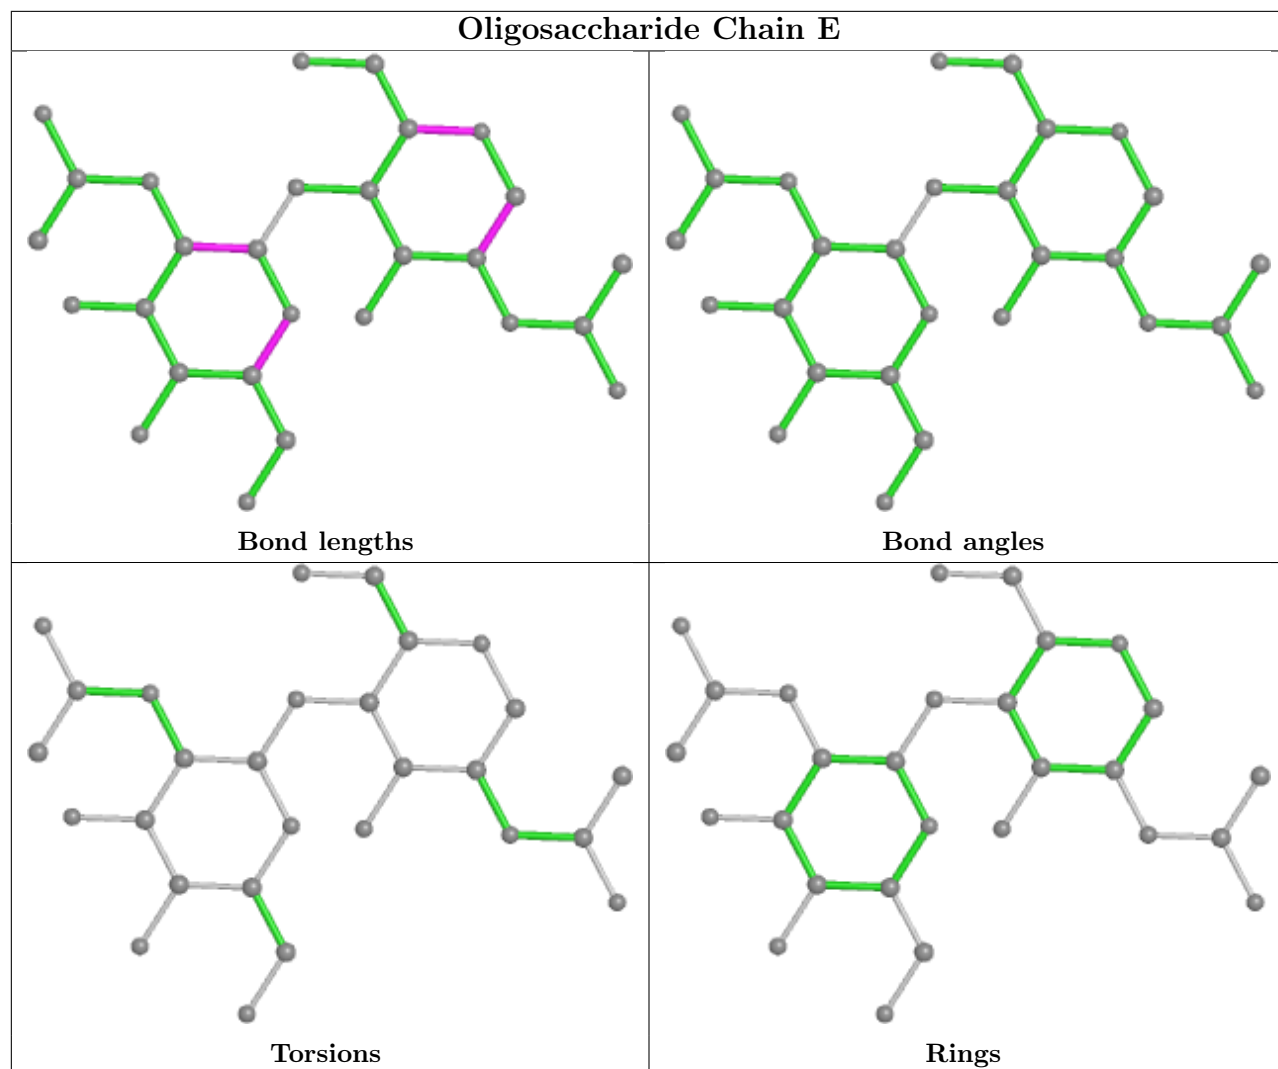 Oligosaccharide Chain E
Bond lengths
Bond angles
Torsions
Rings